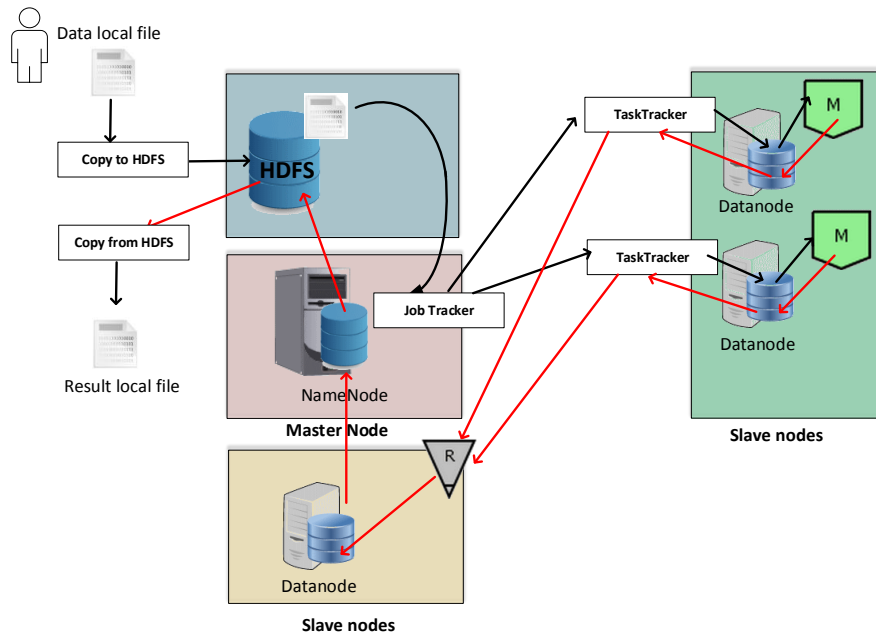 Data local file
Copy to HDFS
HDFS
Copy from HDFS
Result local file
Job Tracker
NameNode
Master Node
R
Datanode
Slave nodes
TaskTracker
M
Datanode
TaskTracker
M
Datanode
Slave nodes